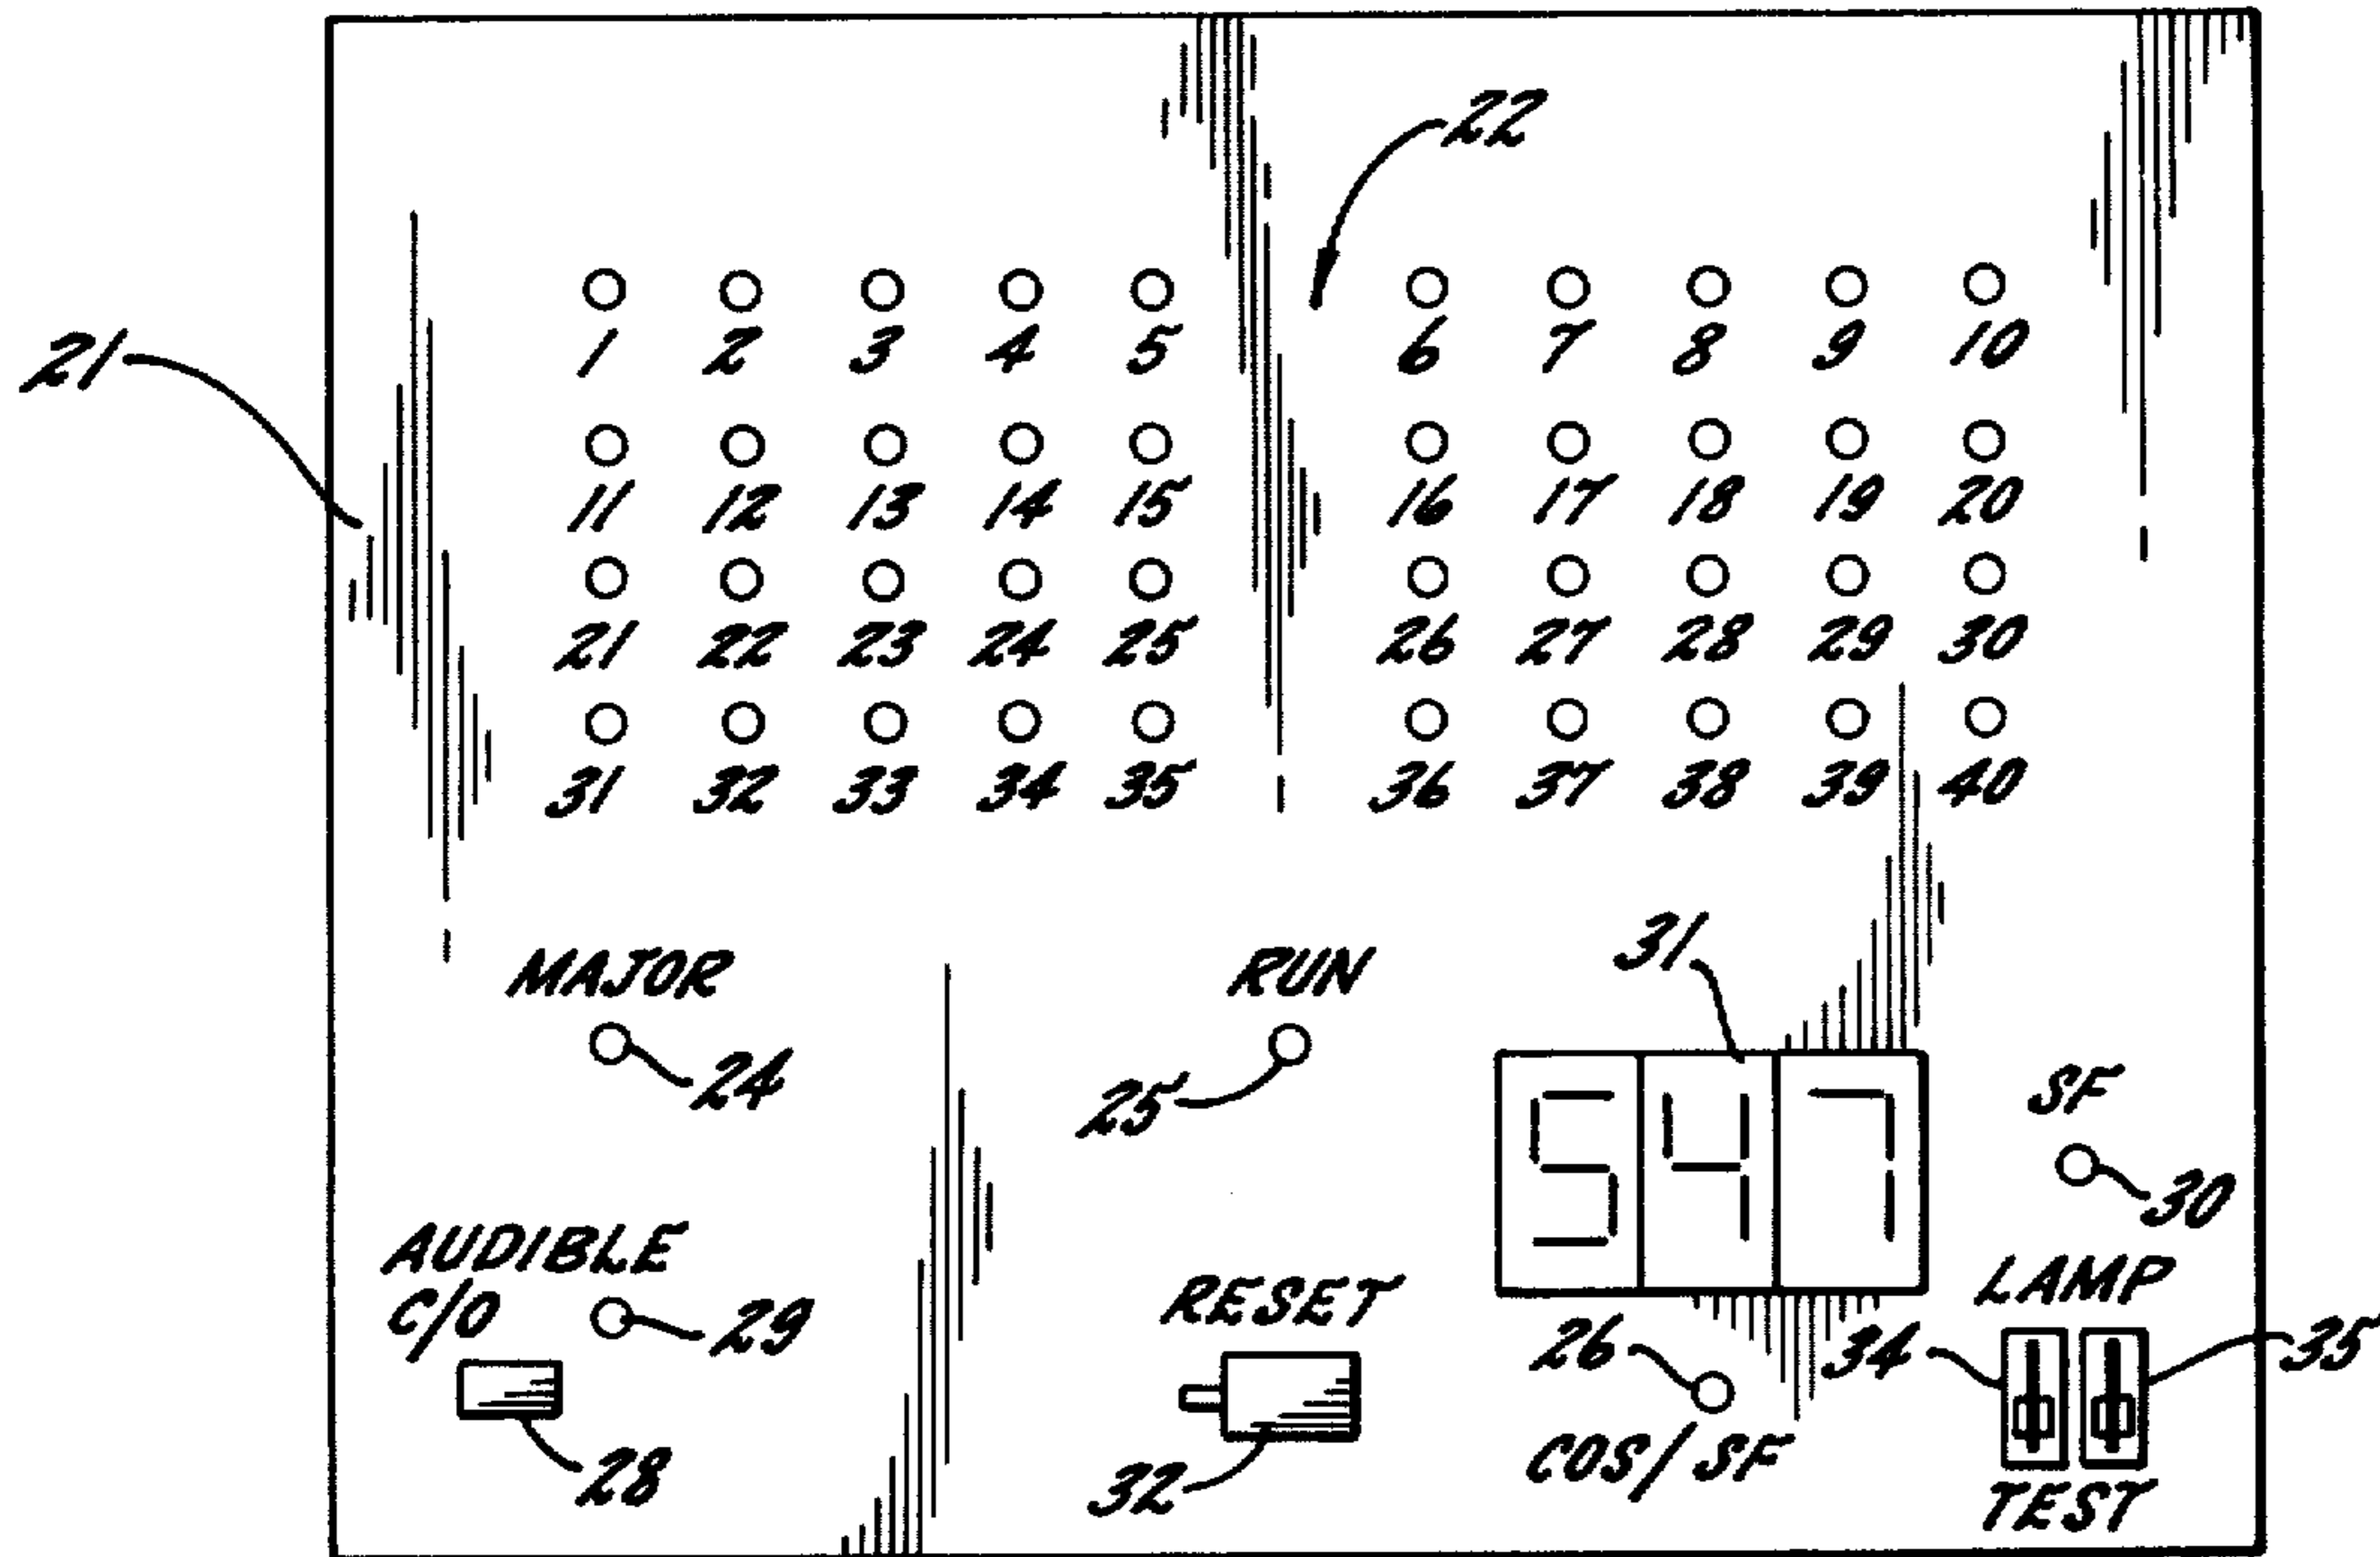 22
1 2 3 4 5 6 7 8 9 10
21
11 12 13 14 15 16 17 18 19 20
21 22 23 24 25 26 27 28 29 30
31 32 33 34 35 36 37 38 39 40
MAJOR RUN 31
24 25 547 SF
30
AUDIBLE RESET LAMP
C/O 29 26 34 35
28 32 COS/SF
TEST